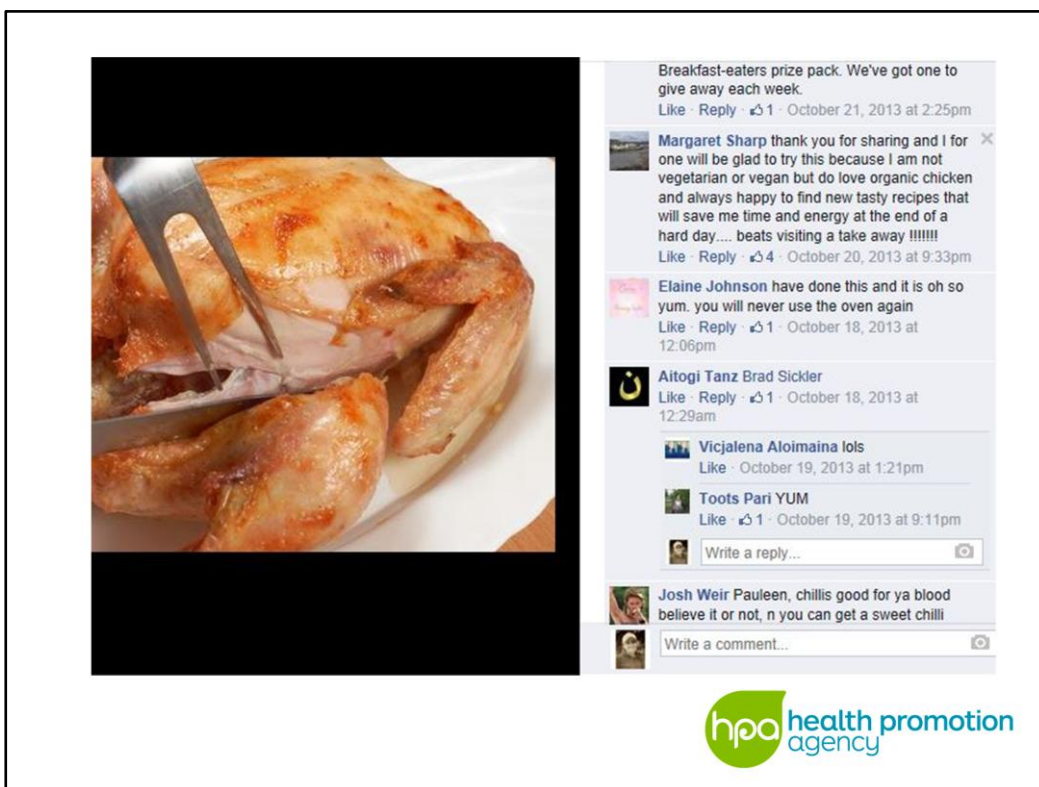 Breakfast-eaters prize pack. We've got one to
give away each week.
Like · Reply · 1 · October 21, 2013 at 2:25pm
Margaret Sharp thank you for sharing and I for
one will be glad to try this because I am not
vegetarian or vegan but do love organic chicken
and always happy to find new tasty recipes that
will save me time and energy at the end of a
hard day.... beats visiting a take away !!!!!!!
Like · Reply · 4 · October 20, 2013 at 9:33pm
Elaine Johnson have done this and it is oh so
yum. you will never use the oven again
Like · Reply · 1 · October 18, 2013 at
12:06pm
ن
Aitogi Tanz Brad Sickler
Like · Reply · 1 · October 18, 2013 at
12:29am
Vicjalena Aloimaina lols
Like · October 19, 2013 at 1:21pm
Toots Pari YUM
Like · 1 · October 19, 2013 at 9:11pm
Write a reply...
Josh Weir Pauleen, chillis good for ya blood
believe it or not, n you can get a sweet chilli
Write a comment...
hpa health promotion
agency